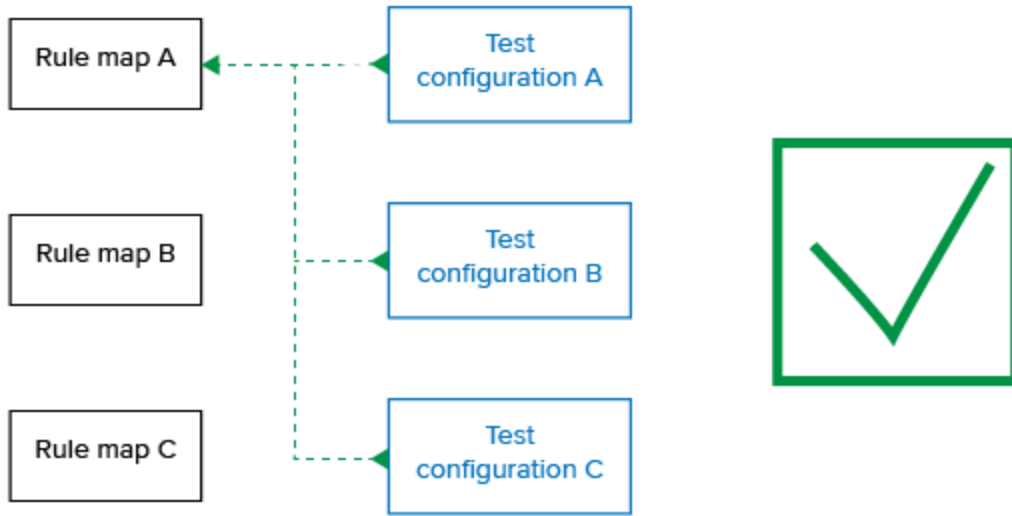 Rule map A
Test
configuration A
Rule map B
Test
configuration B
Rule map C
Test
configuration C